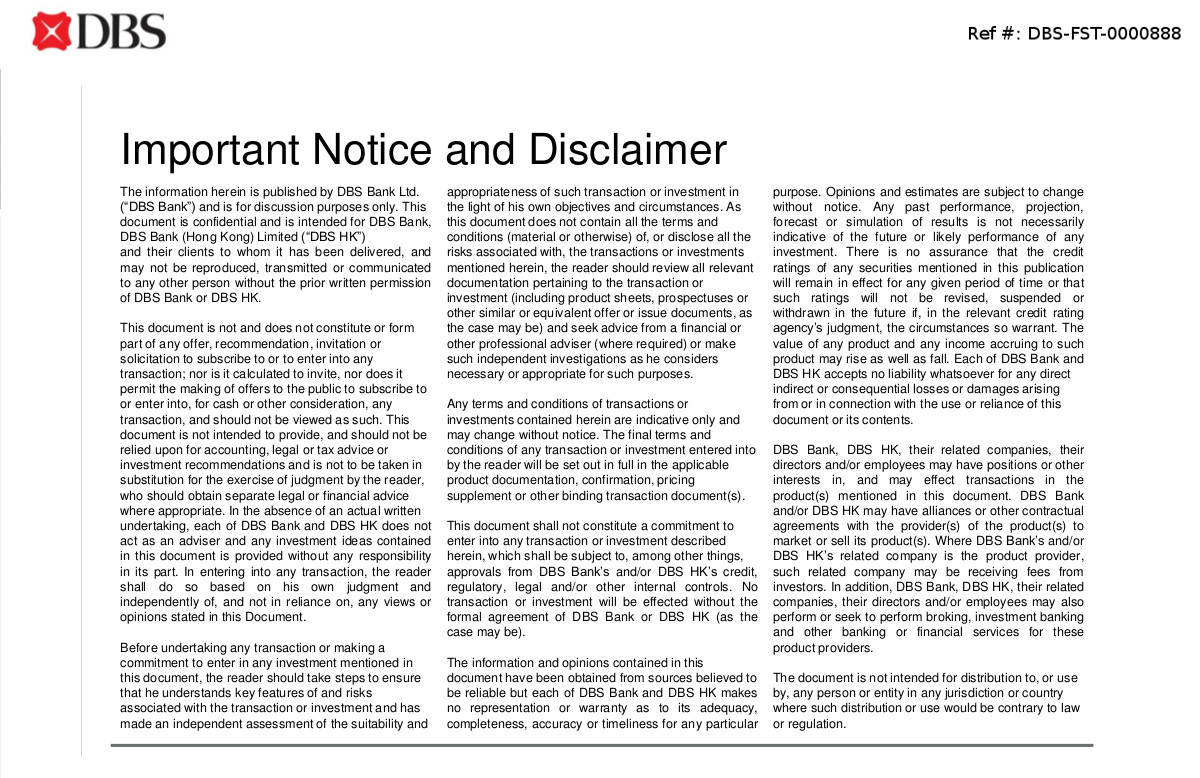 DBS
Ref #: DBS-FST-0000888
Important Notice and Disclaimer
The information herein is published by DBS Bank Ltd.
(“DBS Bank”) and is for discussion purposes only. This
document is confidential and is intended for DBS Bank,
DBS Bank (Hong Kong) Limited (“DBS HK”)
and their clients to whom it has been delivered, and
may not be reproduced, transmitted or communicated
to any other person without the prior written permission
of DBS Bank or DBS HK.
This document is not and does not constitute or form
part of any offer, recommendation, invitation or
solicitation to subscribe to or to enter into any
transaction; nor is it calculated to invite, nor does it
permit the making of offers to the public to subscribe to
or enter into, for cash or other consideration, any
transaction, and should not be viewed as such. This
document is not intended to provide, and should not be
relied upon for accounting, legal or tax advice or
investment recommendations and is not to be taken in
substitution for the exercise of judgment by the reader,
who should obtain separate legal or financial advice
where appropriate. In the absence of an actual written
undertaking, each of DBS Bank and DBS HK does not
act as an adviser and any investment ideas contained
in this document is provided without any responsibility
in its part. In entering into any transaction, the reader
shall do so based on his own judgment and
independently of, and not in reliance on, any views or
opinions stated in this Document.
Before undertaking any transaction or making a
commitment to enter in any investment mentioned in
this document, the reader should take steps to ensure
that he understands key features of and risks
associated with the transaction or investment and has
made an independent assessment of the suitability and
appropriateness of such transaction or investment in
the light of his own objectives and circumstances. As
this document does not contain all the terms and
conditions (material or otherwise) of, or disclose all the
risks associated with, the transactions or investments
mentioned herein, the reader should review all relevant
documentation pertaining to the transaction or
investment (including product sheets, prospectuses or
other similar or equivalent offer or issue documents, as
the case may be) and seek advice from a financial or
other professional adviser (where required) or make
such independent investigations as he considers
necessary or appropriate for such purposes.
Any terms and conditions of transactions or
investments contained herein are indicative only and
may change without notice. The final terms and
conditions of any transaction or investment entered into
by the reader will be set out in full in the applicable
product documentation, confirmation, pricing
supplement or other binding transaction document(s).
This document shall not constitute a commitment to
enter into any transaction or investment described
herein, which shall be subject to, among other things,
approvals from DBS Bank’s and/or DBS HK’s credit,
regulatory, legal and/or other internal controls. No
transaction or investment will be effected without the
formal agreement of DBS Bank or DBS HK (as the
case may be).
The information and opinions contained in this
document have been obtained from sources believed to
be reliable but each of DBS Bank and DBS HK makes
no representation or warranty as to its adequacy,
completeness, accuracy or timeliness for any particular
purpose. Opinions and estimates are subject to change
without notice. Any past performance, projection,
forecast or simulation of results is not necessarily
indicative of the future or likely performance of any
investment. There is no assurance that the credit
ratings of any securities mentioned in this publication
will remain in effect for any given period of time or that
such ratings will not be revised, suspended or
withdrawn in the future if, in the relevant credit rating
agency’s judgment, the circumstances so warrant. The
value of any product and any income accruing to such
product may rise as well as fall. Each of DBS Bank and
DBS HK accepts no liability whatsoever for any direct
indirect or consequential losses or damages arising
from or in connection with the use or reliance of this
document or its contents.
DBS Bank, DBS HK, their related companies, their
directors and/or employees may have positions or other
interests in, and may effect transactions in the
product(s) mentioned in this document. DBS Bank
and/or DBS HK may have alliances or other contractual
agreements with the provider(s) of the product(s) to
market or sell its product(s). Where DBS Bank’s and/or
DBS HK’s related company is the product provider,
such related company may be receiving fees from
investors. In addition, DBS Bank, DBS HK, their related
companies, their directors and/or employees may also
perform or seek to perform broking, investment banking
and other banking or financial services for these
product providers.
The document is not intended for distribution to, or use
by, any person or entity in any jurisdiction or country
where such distribution or use would be contrary to law
or regulation.